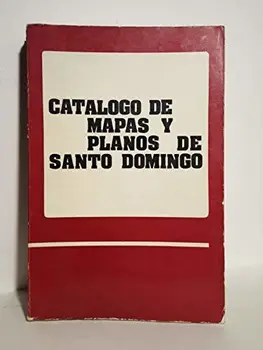 CATALOGO DE
MAPAS Y
PLANOS DE
SANTO DOMINGO